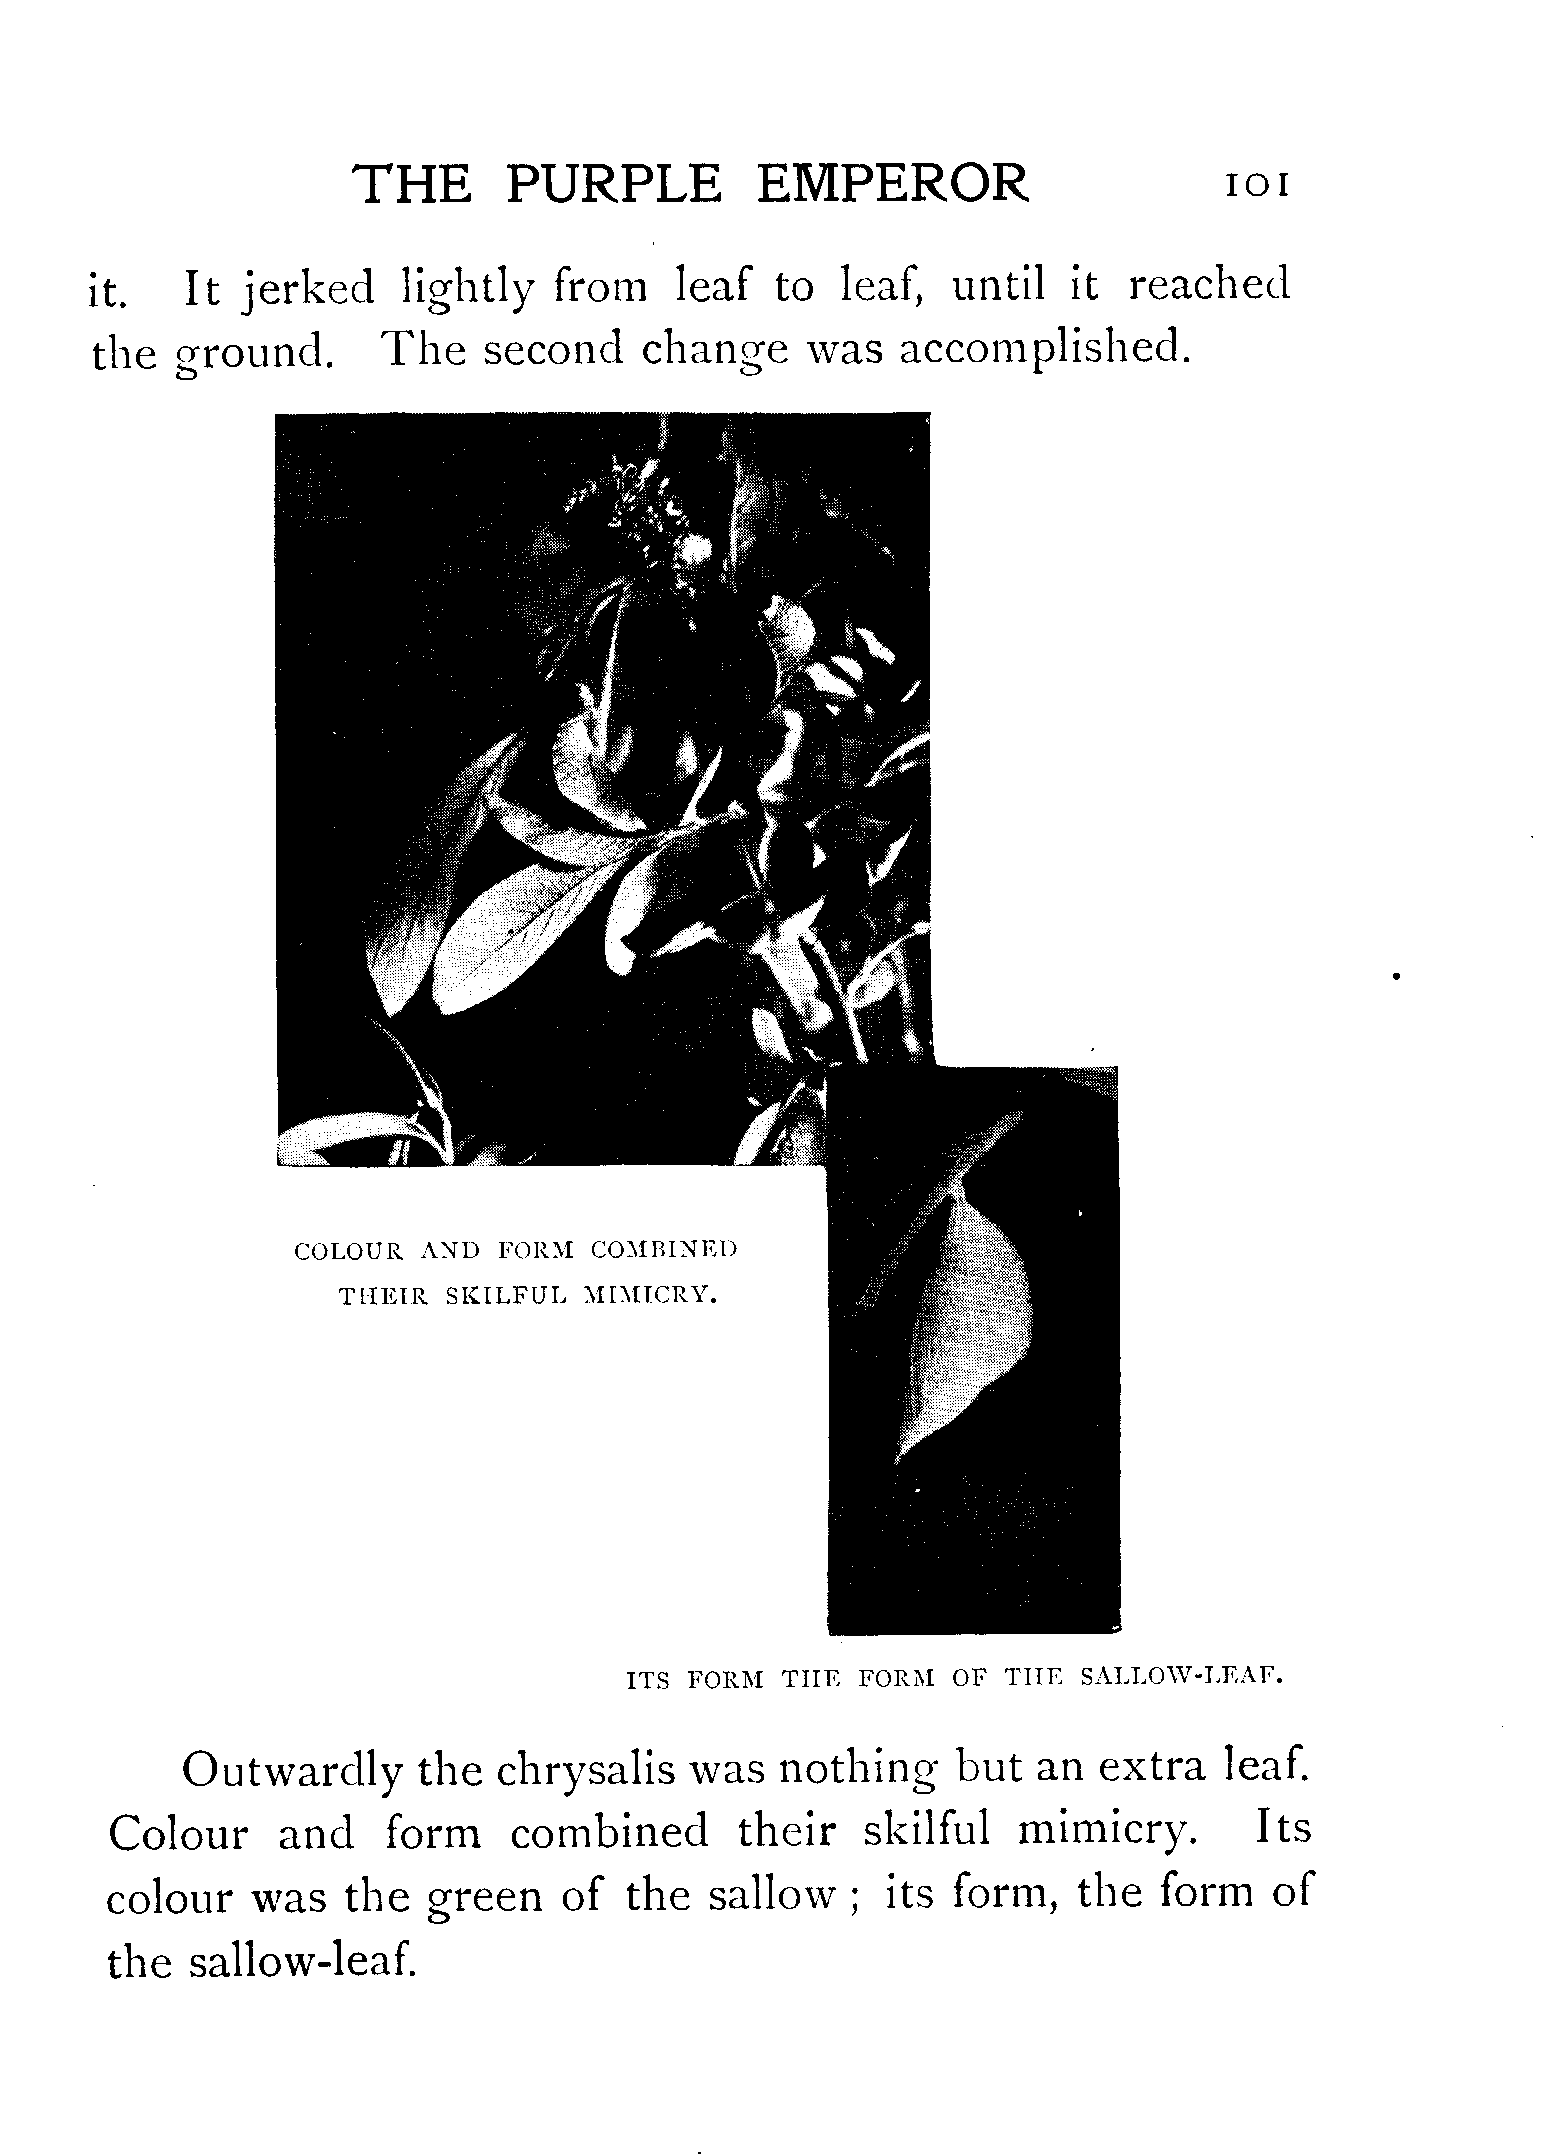 THE PURPLE EMPEROR 101
it. It jerked lightly from leaf to leaf, until it reached
the ground. The second change was accomplished.
COLOUR AND FORM COMBINED
THEIR SKILFUL MIMICRY.
ITS FORM THE FORM OF THE SALLOW-LEAF.
Outwardly the chrysalis was nothing but an extra leaf.
Colour and form combined their skilful mimicry. Its
colour was the green of the sallow ; its form, the form of
the sallow-leaf.